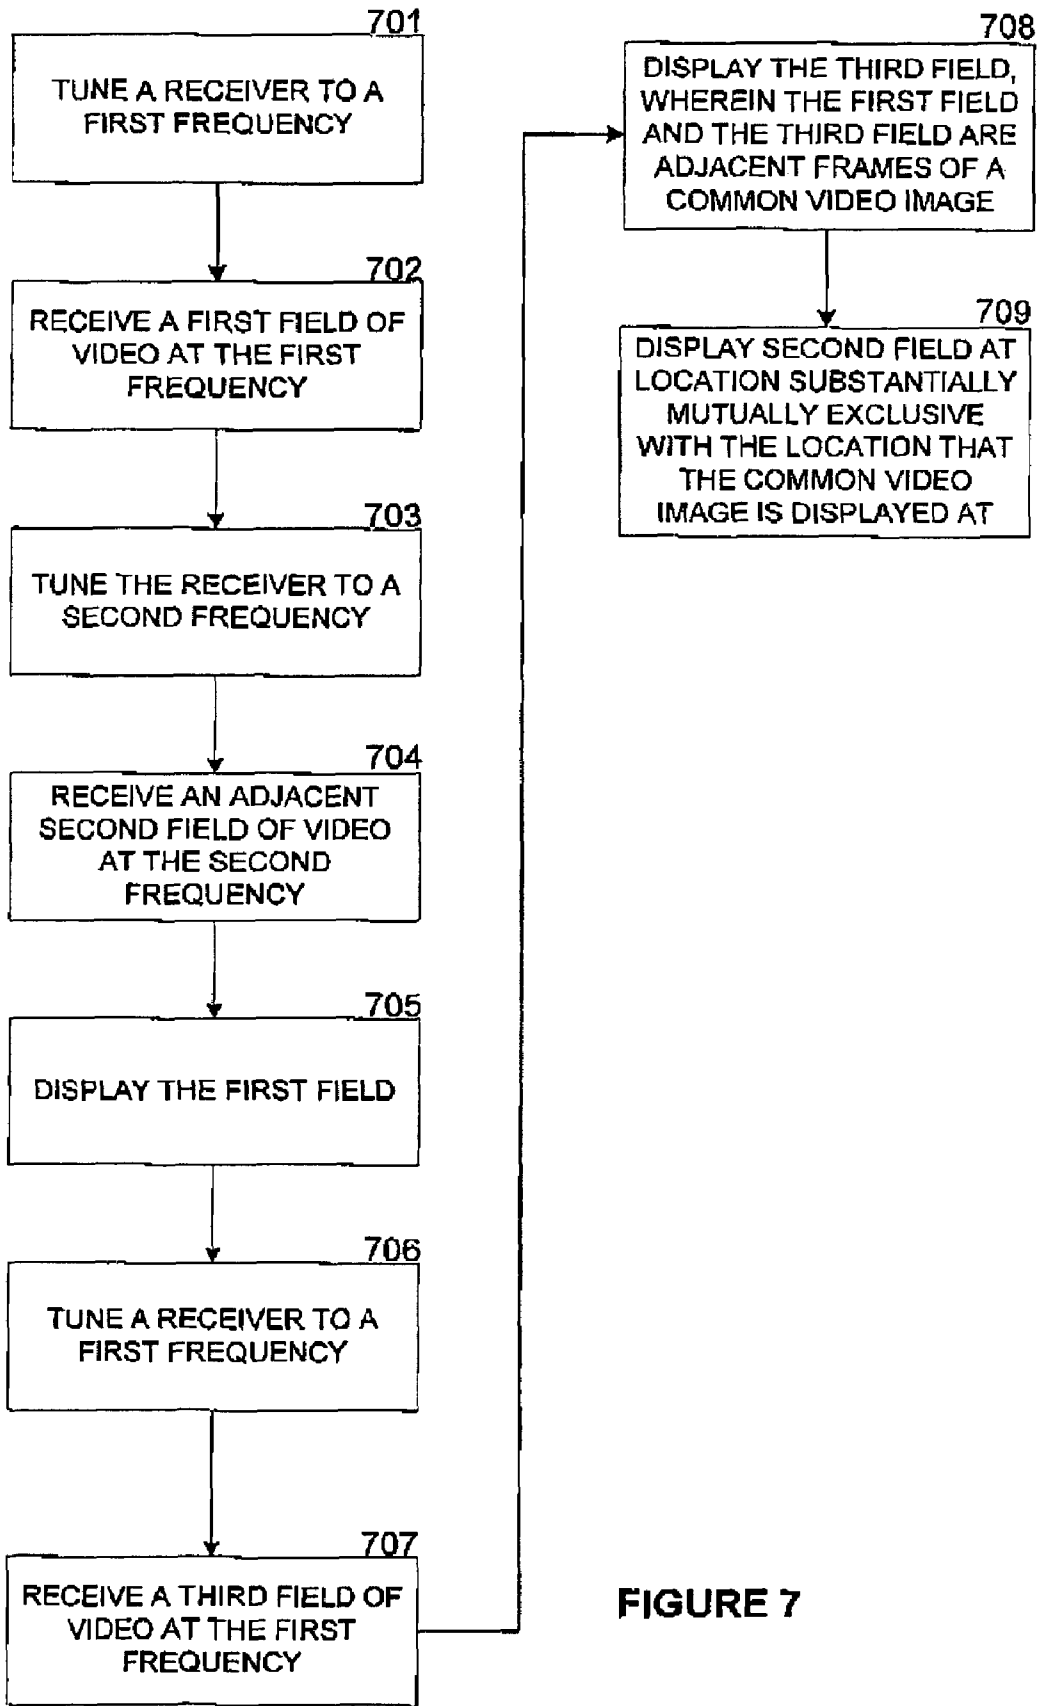 701
TUNE A RECEIVER TO A
FIRST FREQUENCY
702
RECEIVE A FIRST FIELD OF
VIDEO AT THE FIRST
FREQUENCY
703
TUNE THE RECEIVER TO A
SECOND FREQUENCY
704
RECEIVE AN ADJACENT
SECOND FIELD OF VIDEO
AT THE SECOND
FREQUENCY
705
DISPLAY THE FIRST FIELD
706
TUNE A RECEIVER TO A
FIRST FREQUENCY
707
RECEIVE A THIRD FIELD OF
VIDEO AT THE FIRST
FREQUENCY
708
DISPLAY THE THIRD FIELD,
WHEREIN THE FIRST FIELD
AND THE THIRD FIELD ARE
ADJACENT FRAMES OF A
COMMON VIDEO IMAGE
709
DISPLAY SECOND FIELD AT
LOCATION SUBSTANTIALLY
MUTUALLY EXCLUSIVE
WITH THE LOCATION THAT
THE COMMON VIDEO
IMAGE IS DISPLAYED AT
FIGURE 7